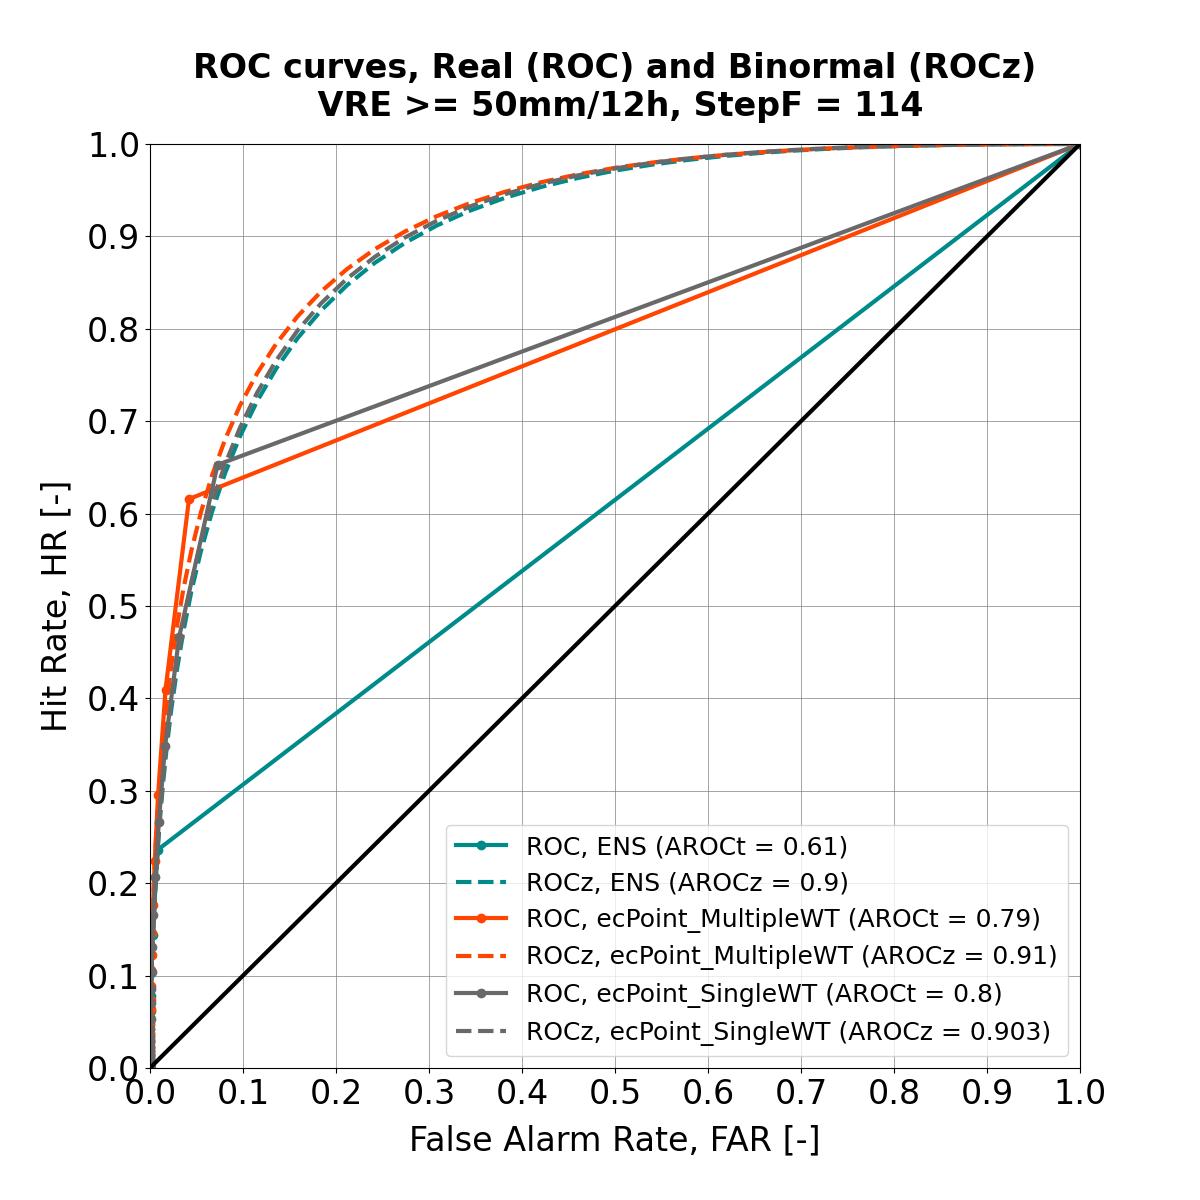 ROC curves, Real (ROC) and Binormal (ROCz)
VRE >= 50mm/12h, StepF = 114
1.0
0.9
0.8
0.7
0.6
0.5
0.4
0.3
0.2
0.1
0.0
Hit Rate, HR [-]
ROC, ENS (AROCt = 0.61)
ROCz, ENS (AROCz = 0.9)
ROC, ecPoint_MultipleWT (AROCt = 0.79)
ROCz, ecPoint_MultipleWT (AROCz = 0.91)
ROC, ecPoint_SingleWT (AROCt = 0.8)
ROCz, ecPoint_SingleWT (AROCz = 0.903)
0.0 0.1 0.2 0.3 0.4 0.5 0.6 0.7 0.8 0.9 1.0
False Alarm Rate, FAR [-]